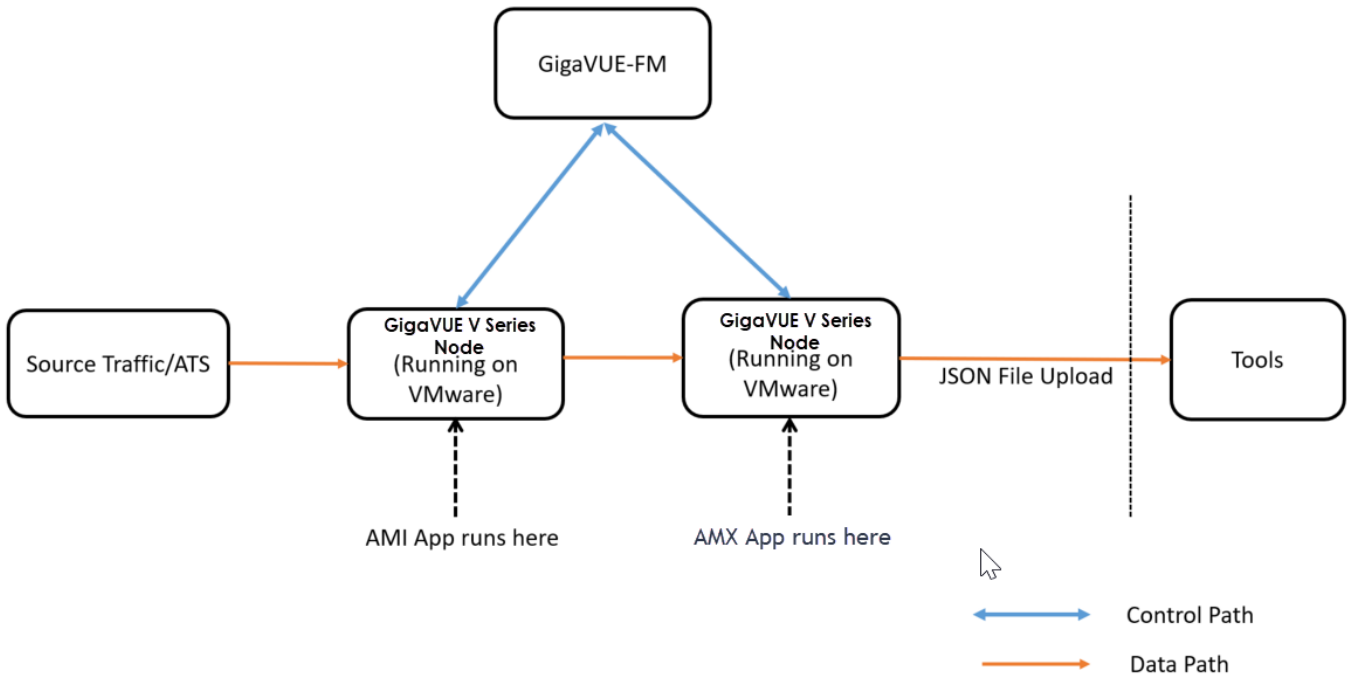 GigaVUE-FM
Source Traffic/ATS
GigaVUE V Series
Node
(Running on
VMware)
GigaVUE V Series
Node
(Running on
VMware)
JSON File Upload
Tools
AMI App runs here
AMX App runs here
Control Path
Data Path